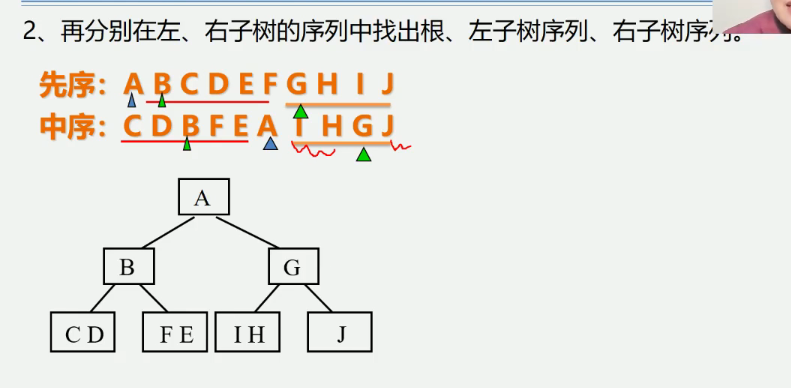 2、再分别在左、右子树的序列中找出根、左子树序列、右子树序列。
先序：A B C D E F G H I J
中序：C D B F E A I H G J
A
B G
C D F E I H J